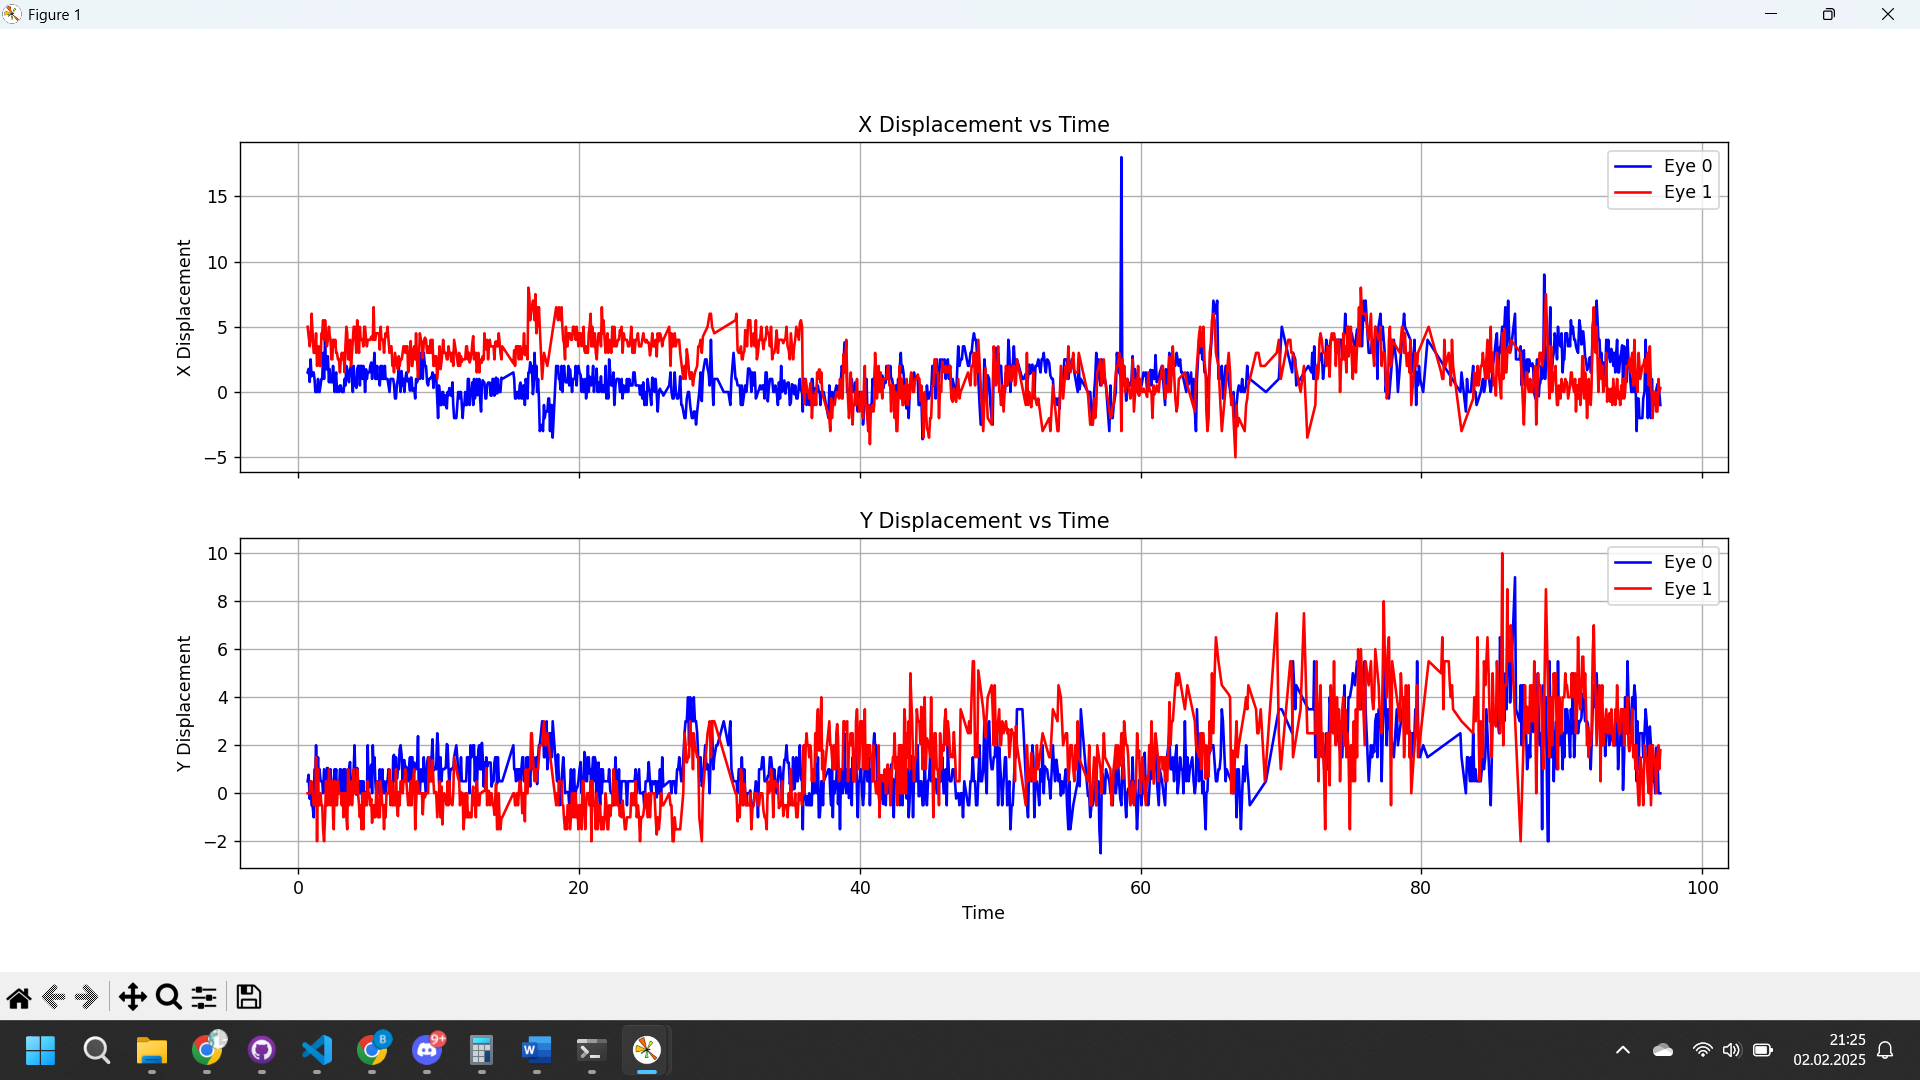 Figure 1
X Displacement vs Time
Eye 0
Eye 1
15
10
5
0
−5
X Displacement
Y Displacement vs Time
Eye 0
Eye 1
10
8
6
4
2
0
−2
Y Displacement
0 20 40 60 80 100
Time
B
9+
W
21:25
02.02.2025